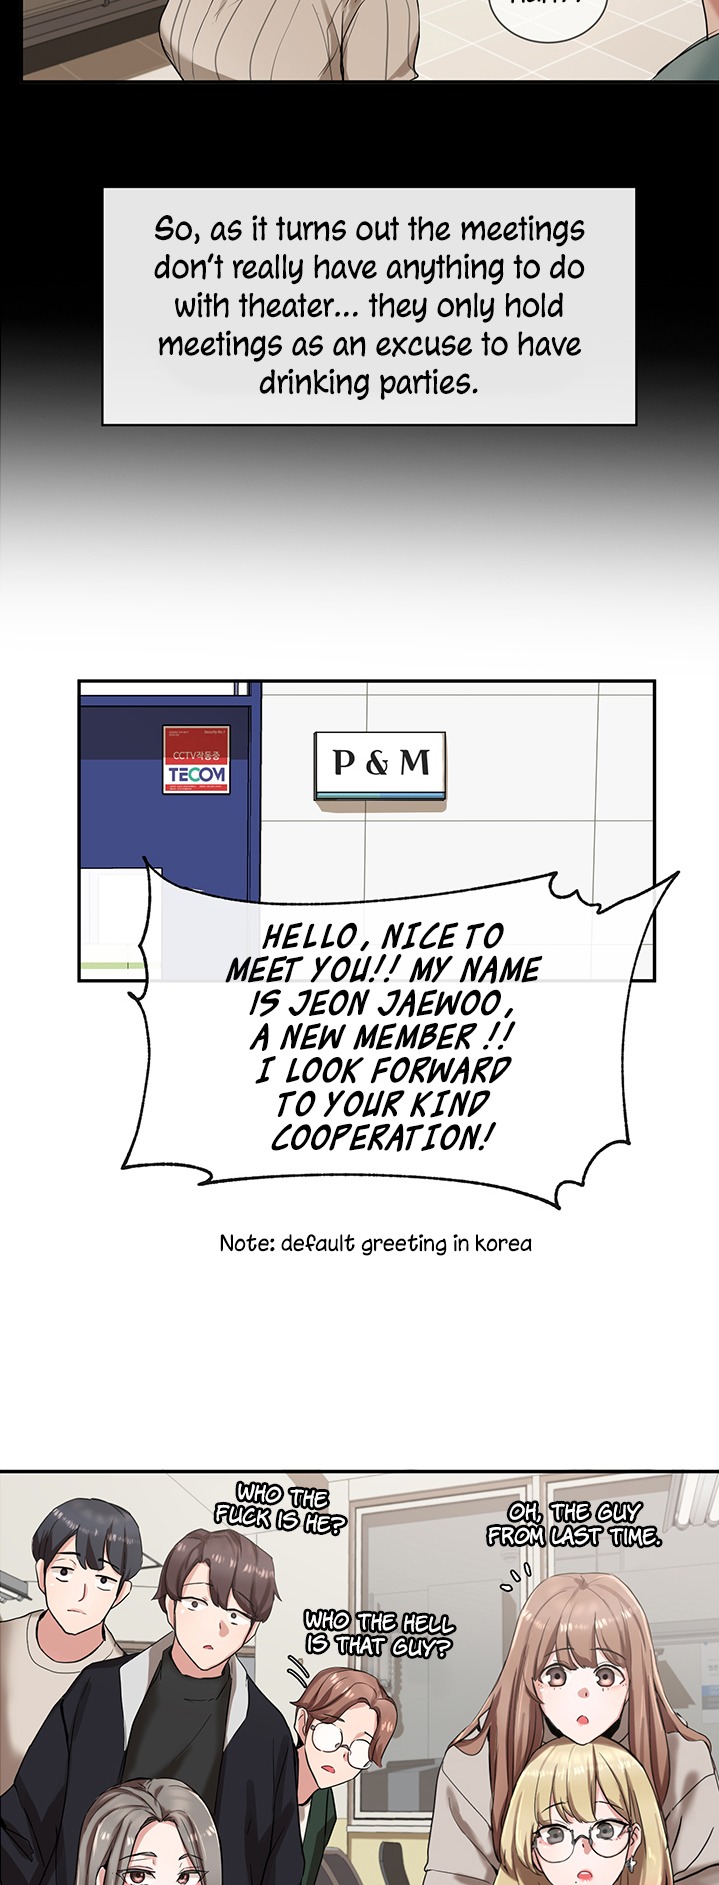 So, as it turns out the meetings
don't really have anything to do
with theater... they only hold
meetings as an excuse to have
drinking parties.
CCTV작동중
TECOM
P & M
HELLO, NICE TO
MEET YOU!! MY NAME
IS JEON JAEWOO,
A NEW MEMBER !!
I LOOK FORWARD
TO YOUR KIND
COOPERATION!
Note: default greeting in korea
WHO THE
FUCK IS HE?
OH, THE GUY
FROM LAST TIME.
WHO THE HELL
IS THAT GUY?